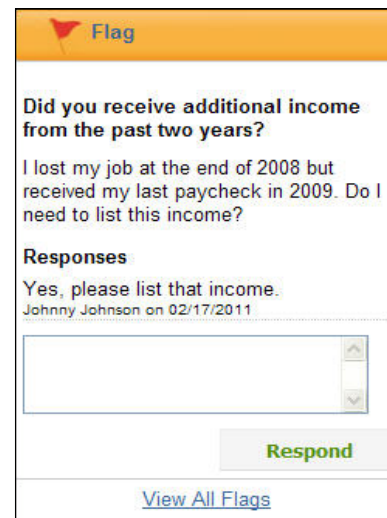 Flag
Did you receive additional income
from the past two years?
I lost my job at the end of 2008 but
received my last paycheck in 2009. Do I
need to list this income?
Responses
Yes, please list that income.
Johnny Johnson on 02/17/2011
Respond
View All Flags